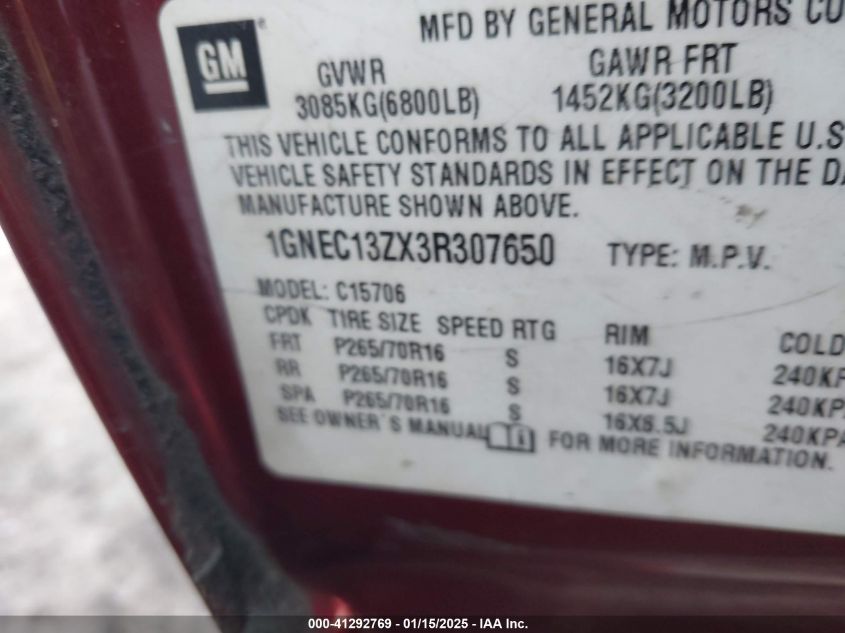 MFD BY GENERAL MOTORS CO
GM
GVWR GAWR FRT
3085KG(6800LB) 1452KG(3200LB)
THIS VEHICLE CONFORMS TO ALL APPLICABLE U.S
VEHICLE SAFETY STANDARDS IN EFFECT ON THE DA
MANUFACTURE SHOWN ABOVE.
1GNEC13ZX3R307650 TYPE: M.P.V.
MODEL: C15706
CPDK TIRE SIZE SPEED RTG RIM COLD
FRT P265/70R16 S 16X7J 240KP
RR P265/70R16 S 16X7J 240KPA
SPA P265/70R16 S 16X6.5J 240KPA
SEE OWNER'S MANUAL FOR MORE INFORMATION.
000-41292769 - 01/15/2025 - IAA Inc.